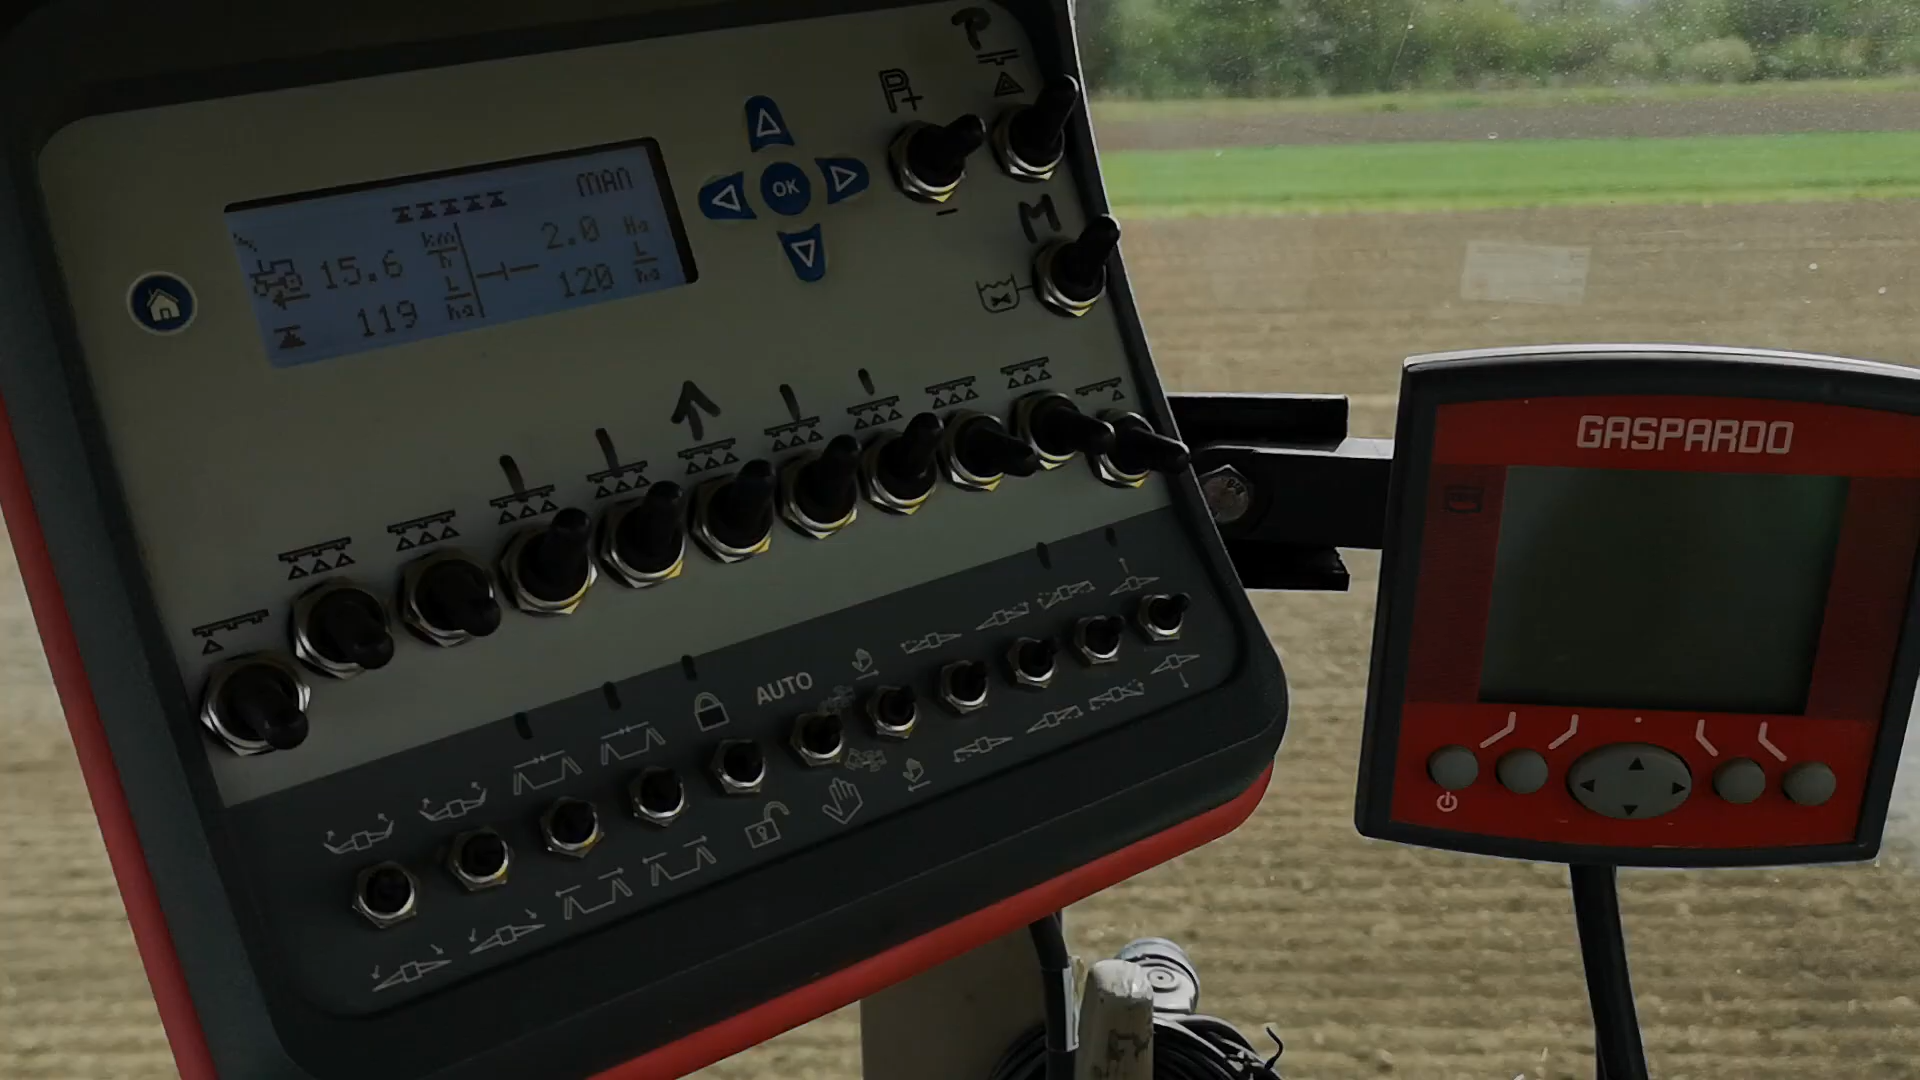 P
P+
MAN
15.6 km/h 2.0 Ha
119 L/ha 120 L/ha
OK
M
GASPARDO
AUTO